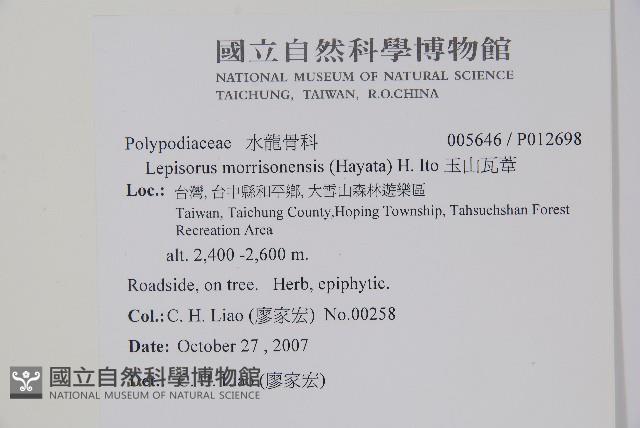 國立自然科學博物館
NATIONAL MUSEUM OF NATURAL SCIENCE
TAICHUNG, TAIWAN, R.O.CHINA
Polypodiaceae 水龍骨科 005646 / P012698
Lepisorus morrisonensis (Hayata) H. Ito 玉山瓦葦
Loc.: 台灣, 台中縣和平鄉, 大雪山森林遊樂區
Taiwan, Taichung County,Hoping Township, Tahsuchshan Forest
Recreation Area
alt. 2,400 -2,600 m.
Roadside, on tree. Herb, epiphytic.
Col.: C. H. Liao (廖家宏) No.00258
Date: October 27 , 2007
Liao (廖家宏)
國立自然科學博物館
NATIONAL MUSEUM OF NATURAL SCIENCE